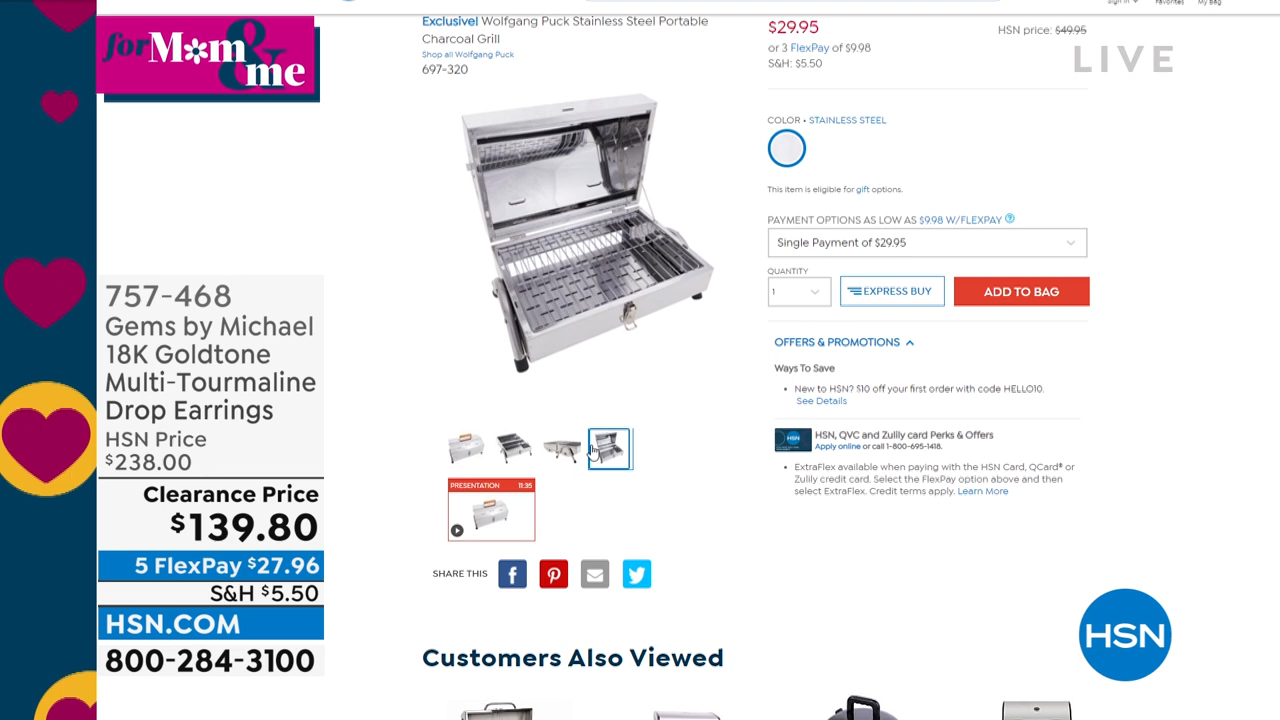 for Mom
& me
757-468
Gems by Michael
18K Goldtone
Multi-Tourmaline
Drop Earrings
HSN Price
$238.00
Clearance Price
$139.80
5 FlexPay $27.96
S&H $5.50
HSN.COM
800-284-3100
Exclusive! Wolfgang Puck Stainless Steel Portable
Charcoal Grill
Shop all Wolfgang Puck
697-320
PRESENTATION 11:35
SHARE THIS
Customers Also Viewed
Sign in
Favorites
My Bag
$29.95
HSN price: $49.95
or 3 FlexPay of $9.98
S&H: $5.50
LIVE
COLOR • STAINLESS STEEL
This item is eligible for gift options.
PAYMENT OPTIONS AS LOW AS $9.98 W/FLEXPAY ?
Single Payment of $29.95
QUANTITY
1
EXPRESS BUY
ADD TO BAG
OFFERS & PROMOTIONS
Ways To Save
• New to HSN? $10 off your first order with code HELLO10.
See Details
HSN
HSN, QVC and Zulily card Perks & Offers
Apply online or call 1-800-695-1418.
• ExtraFlex available when paying with the HSN Card, QCard® or
Zulily credit card. Select the FlexPay option above and then
select ExtraFlex. Credit terms apply. Learn More
HSN